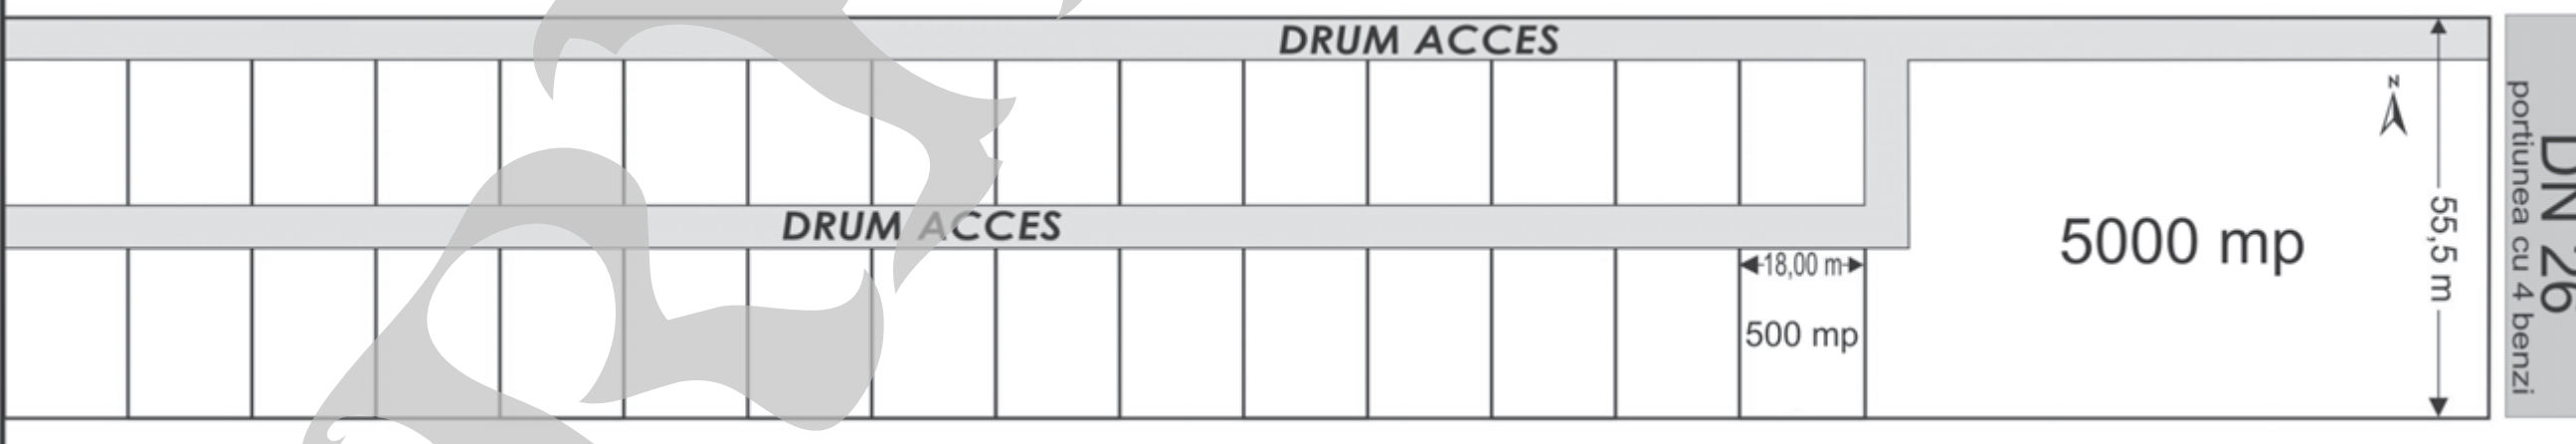 DRUM ACCES
N
DRUM ACCES
18,00 m
500 mp
5000 mp
55,5 m
portiunea cu 4 benzi
DN 26